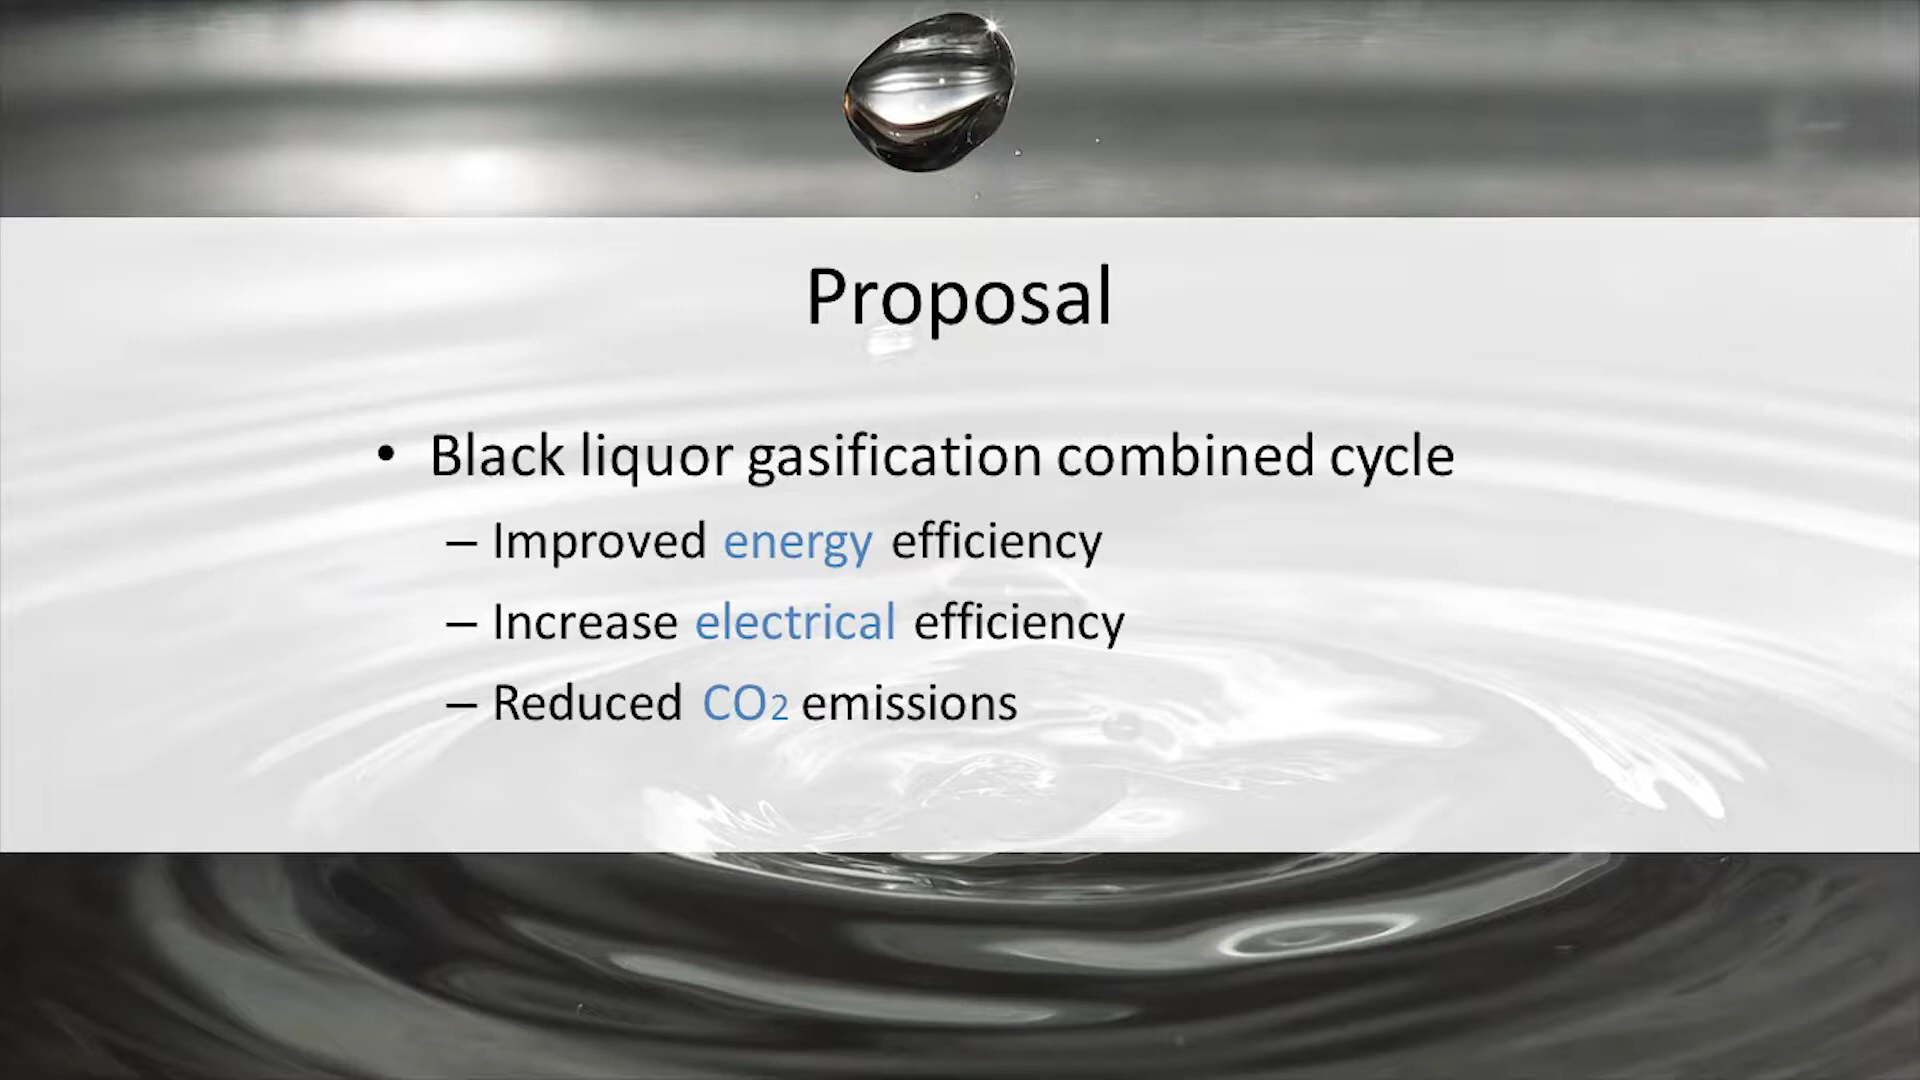 Proposal
• Black liquor gasification combined cycle
– Improved energy efficiency
– Increase electrical efficiency
– Reduced CO2 emissions